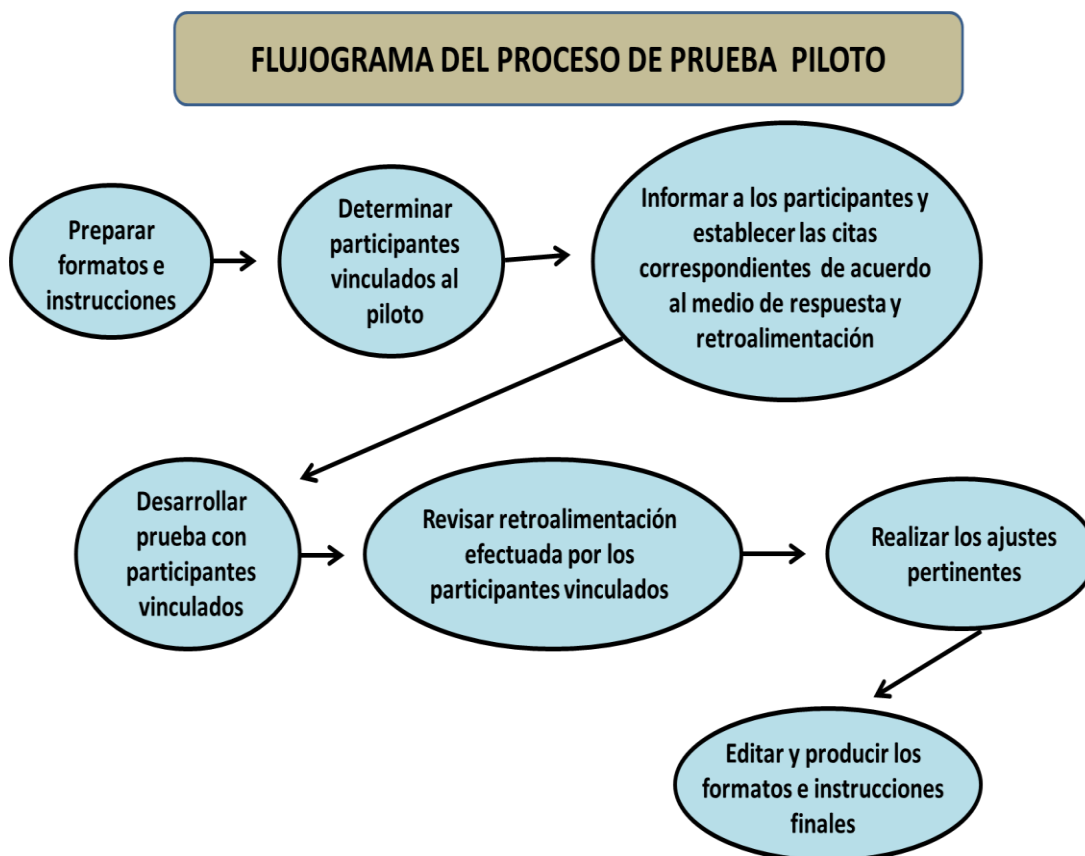 FLUJOGRAMA DEL PROCESO DE PRUEBA PILOTO
Preparar
formatos e
instrucciones
Determinar
participantes
vinculados al
piloto
Informar a los participantes y
establecer las citas
correspondientes de acuerdo
al medio de respuesta y
retroalimentación
Desarrollar
prueba con
participantes
vinculados
Revisar retroalimentación
efectuada por los
participantes vinculados
Realizar los ajustes
pertinentes
Editar y producir los
formatos e instrucciones
finales